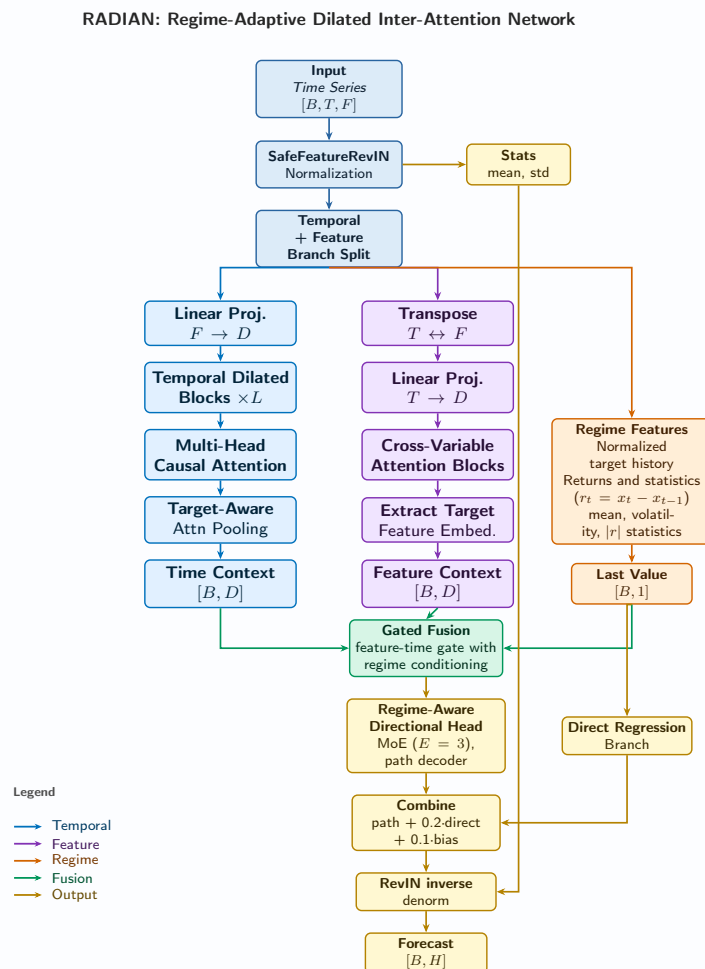 RADIAN: Regime-Adaptive Dilated Inter-Attention Network
Input
Time Series
[B, T, F]
SafeFeatureRevIN
Normalization
Stats
mean, std
Temporal
+ Feature
Branch Split
Linear Proj.
F → D
Temporal Dilated
Blocks ×L
Multi-Head
Causal Attention
Target-Aware
Attn Pooling
Time Context
[B, D]
Transpose
T ↔ F
Linear Proj.
T → D
Cross-Variable
Attention Blocks
Extract Target
Feature Embed.
Feature Context
[B, D]
Regime Features
Normalized
target history
Returns and statistics
(r_t = x_t − x_{t−1})
mean, volatil-
ity, |r| statistics
Last Value
[B, 1]
Gated Fusion
feature-time gate with
regime conditioning
Regime-Aware
Directional Head
MoE (E = 3),
path decoder
Direct Regression
Branch
Combine
path + 0.2·direct
+ 0.1·bias
RevIN inverse
denorm
Forecast
[B, H]
Legend
Temporal
Feature
Regime
Fusion
Output